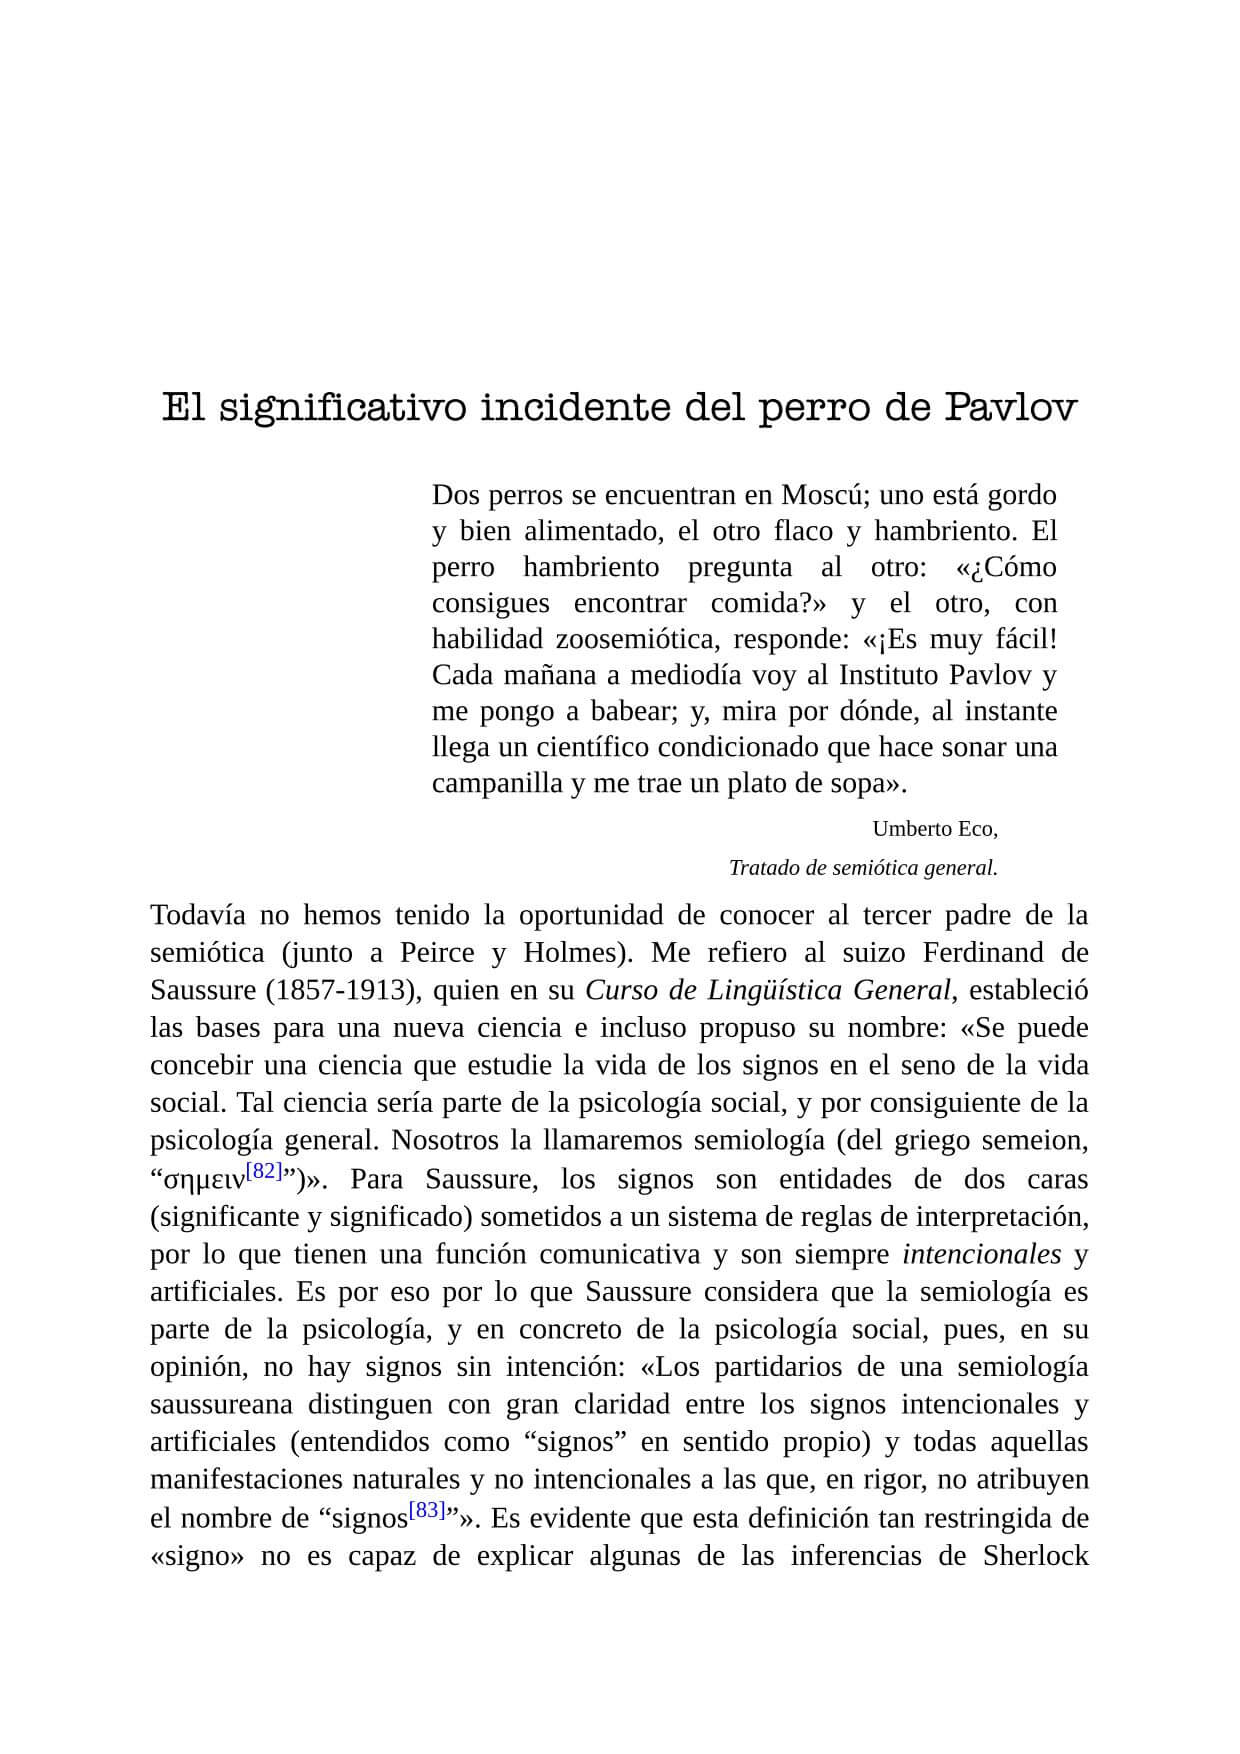 El significativo incidente del perro de Pavlov
Dos perros se encuentran en Moscú; uno está gordo
y bien alimentado, el otro flaco y hambriento. El
perro hambriento pregunta al otro: «¿Cómo
consigues encontrar comida?» y el otro, con
habilidad zoosemiótica, responde: «¡Es muy fácil!
Cada mañana a mediodía voy al Instituto Pavlov y
me pongo a babear; y, mira por dónde, al instante
llega un científico condicionado que hace sonar una
campanilla y me trae un plato de sopa».
Umberto Eco,
Tratado de semiótica general.
Todavía no hemos tenido la oportunidad de conocer al tercer padre de la
semiótica (junto a Peirce y Holmes). Me refiero al suizo Ferdinand de
Saussure (1857-1913), quien en su Curso de Lingüística General, estableció
las bases para una nueva ciencia e incluso propuso su nombre: «Se puede
concebir una ciencia que estudie la vida de los signos en el seno de la vida
social. Tal ciencia sería parte de la psicología social, y por consiguiente de la
psicología general. Nosotros la llamaremos semiología (del griego semeion,
“σημειν[82]”)». Para Saussure, los signos son entidades de dos caras
(significante y significado) sometidos a un sistema de reglas de interpretación,
por lo que tienen una función comunicativa y son siempre intencionales y
artificiales. Es por eso por lo que Saussure considera que la semiología es
parte de la psicología, y en concreto de la psicología social, pues, en su
opinión, no hay signos sin intención: «Los partidarios de una semiología
saussureana distinguen con gran claridad entre los signos intencionales y
artificiales (entendidos como “signos” en sentido propio) y todas aquellas
manifestaciones naturales y no intencionales a las que, en rigor, no atribuyen
el nombre de “signos[83]”». Es evidente que esta definición tan restringida de
«signo» no es capaz de explicar algunas de las inferencias de Sherlock